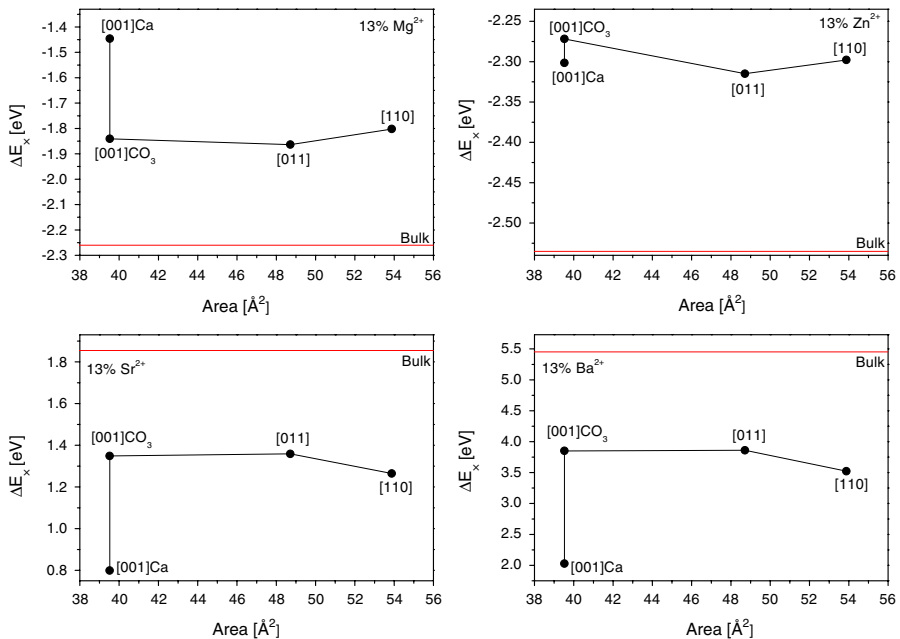 13% Mg²⁺
[001]Ca
[110]
[001]CO₃
[011]
Bulk
-1.4
-1.5
-1.6
-1.7
-1.8
-1.9
-2.0
-2.1
-2.2
-2.3
ΔEₓ [eV]
38 40 42 44 46 48 50 52 54 56
Area [Å²]
13% Zn²⁺
[001]CO₃
[110]
[001]Ca
[011]
Bulk
-2.25
-2.30
-2.35
-2.40
-2.45
-2.50
ΔEₓ [eV]
38 40 42 44 46 48 50 52 54 56
Area [Å²]
Bulk
13% Sr²⁺
[001]CO₃
[011]
[110]
[001]Ca
1.8
1.6
1.4
1.2
1.0
0.8
ΔEₓ [eV]
38 40 42 44 46 48 50 52 54 56
Area [Å²]
Bulk
13% Ba²⁺
[001]CO₃
[011]
[110]
[001]Ca
5.5
5.0
4.5
4.0
3.5
3.0
2.5
2.0
ΔEₓ [eV]
38 40 42 44 46 48 50 52 54 56
Area [Å²]